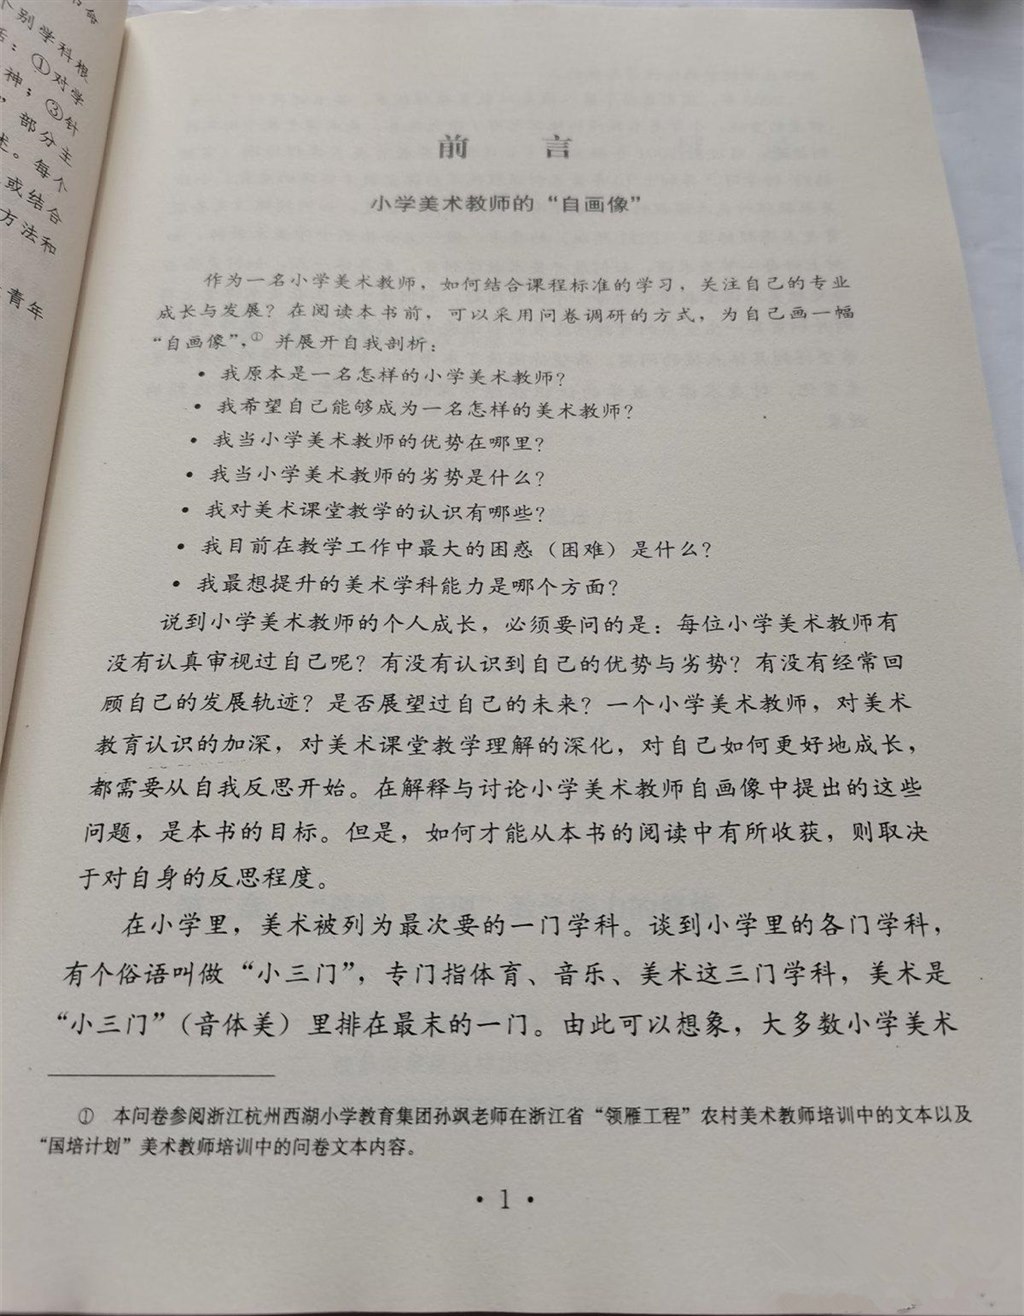 个别学科根
①对学
神；③针
部分主
每个
或结合
方法和
青年
前　言
小学美术教师的“自画像”
作为一名小学美术教师，如何结合课程标准的学习，关注自己的专业
成长与发展？在阅读本书前，可以采用问卷调研的方式，为自己画一幅
“自画像”，① 并展开自我剖析：
• 我原本是一名怎样的小学美术教师？
• 我希望自己能够成为一名怎样的美术教师？
• 我当小学美术教师的优势在哪里？
• 我当小学美术教师的劣势是什么？
• 我对美术课堂教学的认识有哪些？
• 我目前在教学工作中最大的困惑（困难）是什么？
• 我最想提升的美术学科能力是哪个方面？
说到小学美术教师的个人成长，必须要问的是：每位小学美术教师有
没有认真审视过自己呢？有没有认识到自己的优势与劣势？有没有经常回
顾自己的发展轨迹？是否展望过自己的未来？一个小学美术教师，对美术
教育认识的加深，对美术课堂教学理解的深化，对自己如何更好地成长，
都需要从自我反思开始。在解释与讨论小学美术教师自画像中提出的这些
问题，是本书的目标。但是，如何才能从本书的阅读中有所收获，则取决
于对自身的反思程度。
在小学里，美术被列为最次要的一门学科。谈到小学里的各门学科，
有个俗语叫做“小三门”，专门指体育、音乐、美术这三门学科，美术是
“小三门”（音体美）里排在最末的一门。由此可以想象，大多数小学美术
① 本问卷参阅浙江杭州西湖小学教育集团孙飒老师在浙江省“领雁工程”农村美术教师培训中的文本以及
“国培计划”美术教师培训中的问卷文本内容。
• 1 •